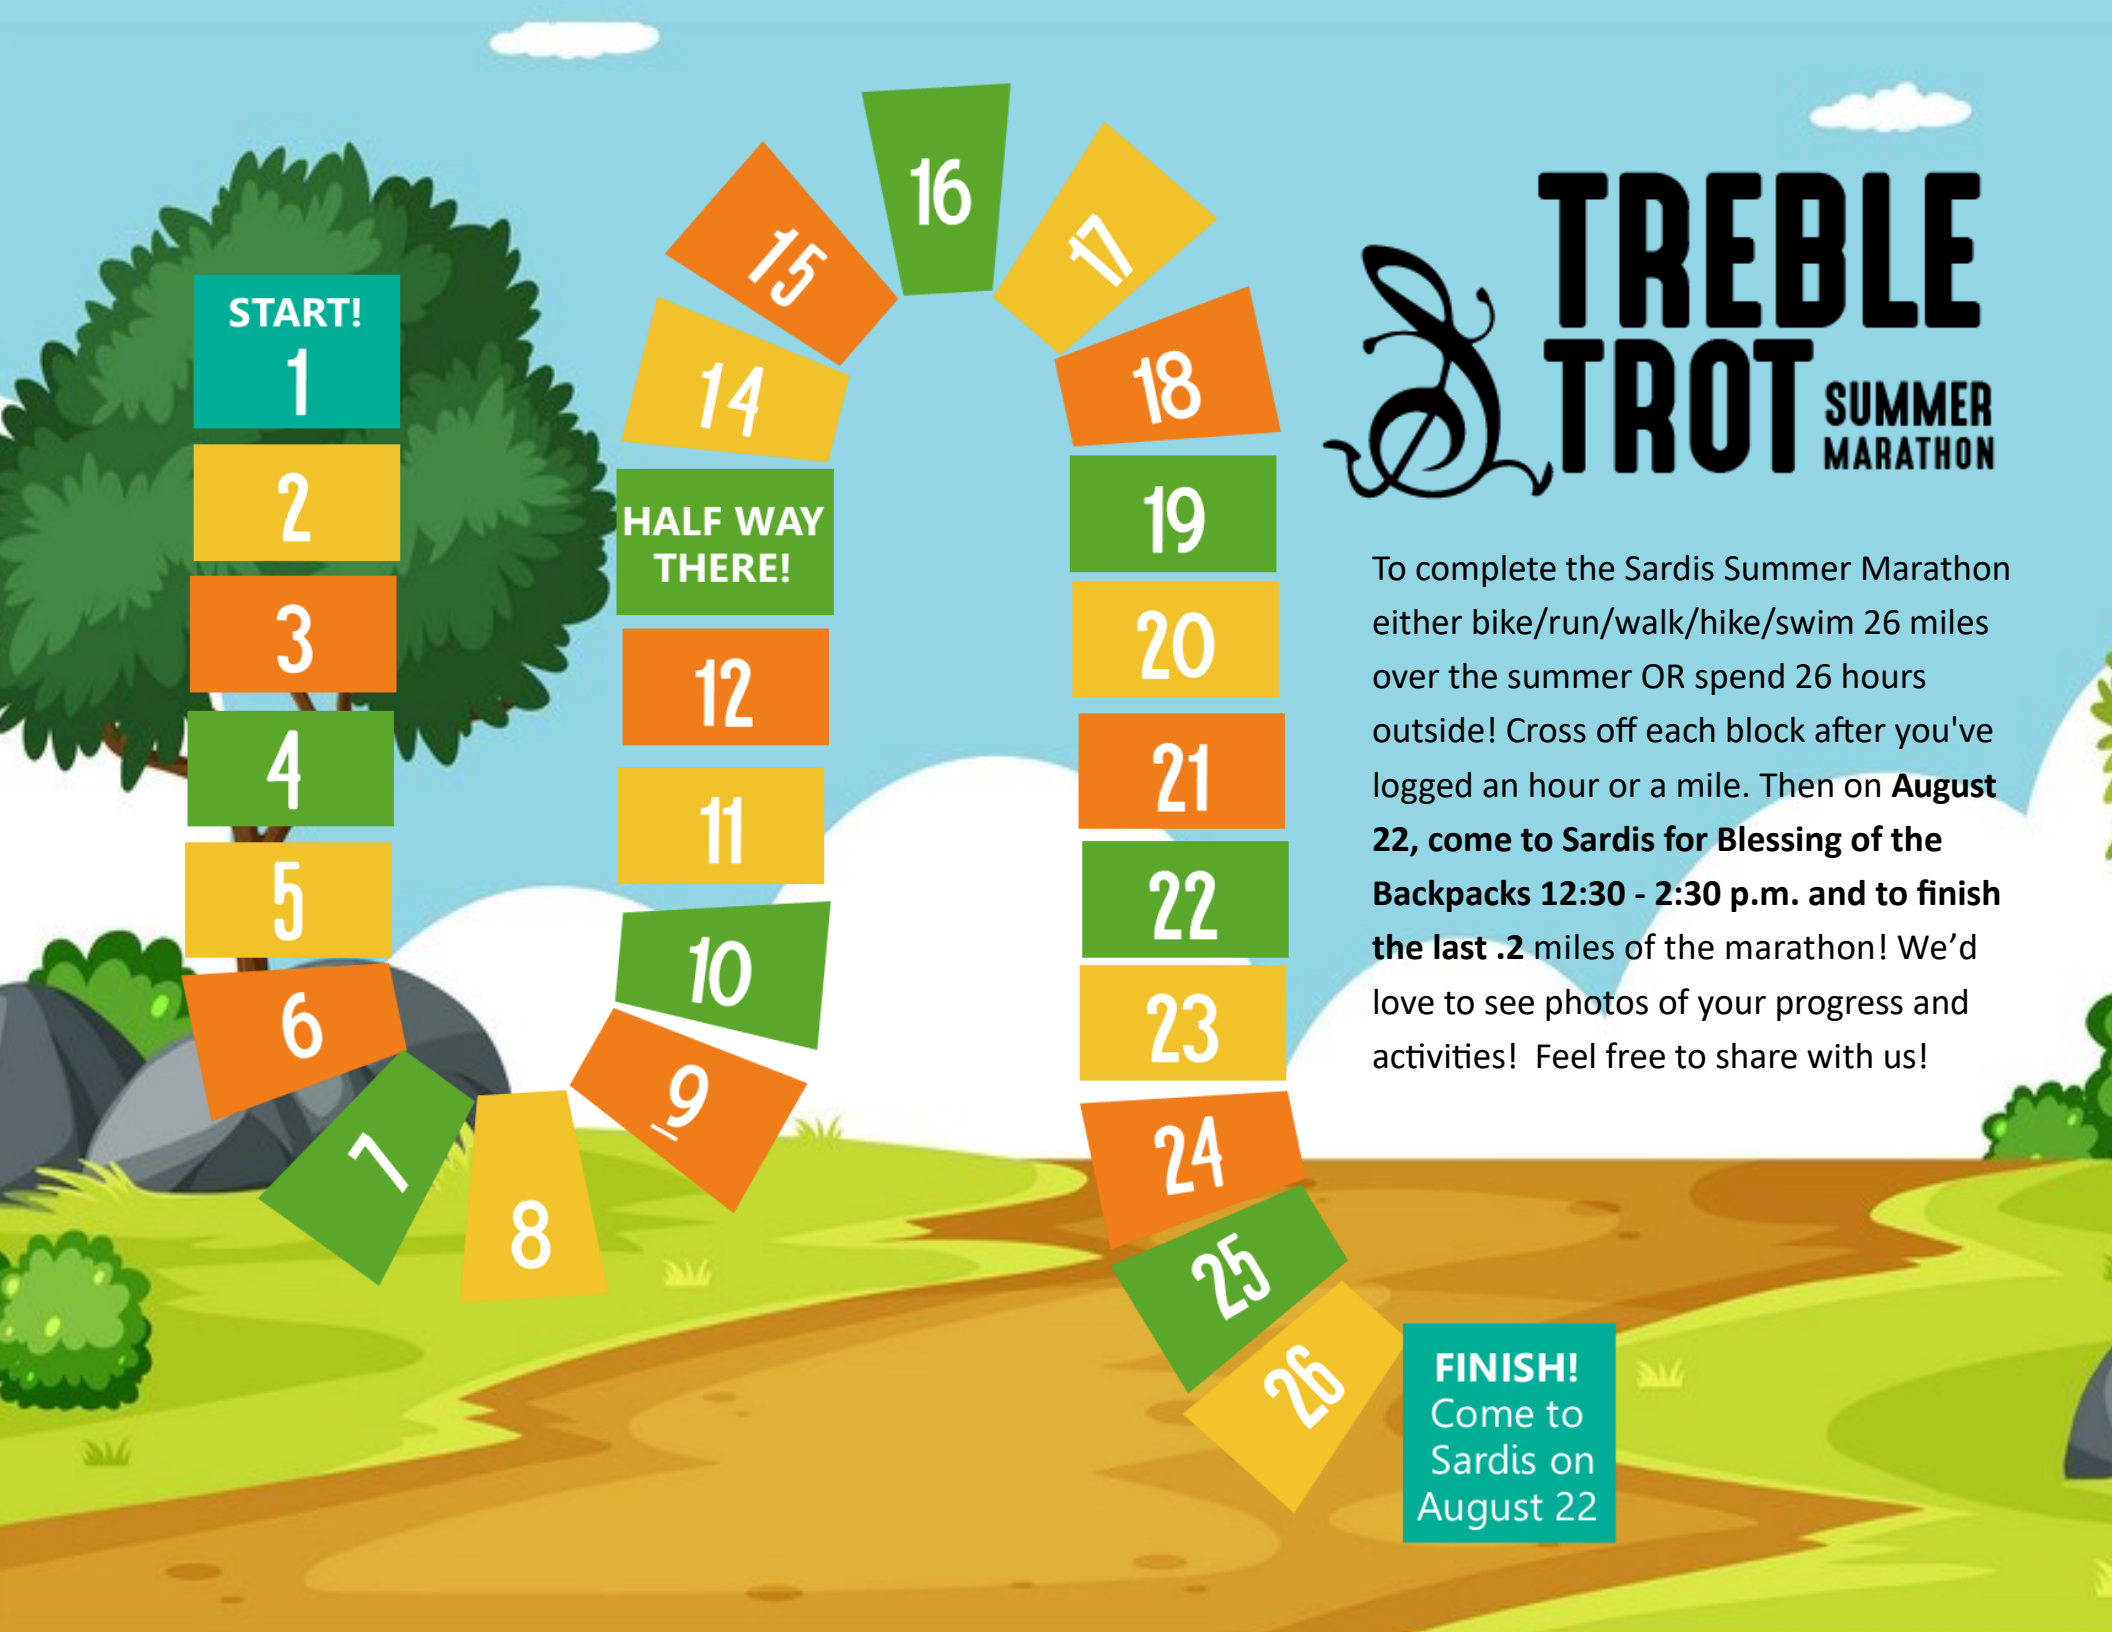 START!
1
2
3
4
5
6
7
8
9
10
11
12
HALF WAY
THERE!
14
15
16
17
18
19
20
21
22
23
24
25
26
FINISH!
Come to
Sardis on
August 22
TREBLE
TROT
SUMMER
MARATHON
To complete the Sardis Summer Marathon
either bike/run/walk/hike/swim 26 miles
over the summer OR spend 26 hours
outside! Cross off each block after you've
logged an hour or a mile. Then on August
22, come to Sardis for Blessing of the
Backpacks 12:30 - 2:30 p.m. and to finish
the last .2 miles of the marathon! We’d
love to see photos of your progress and
activities!  Feel free to share with us!